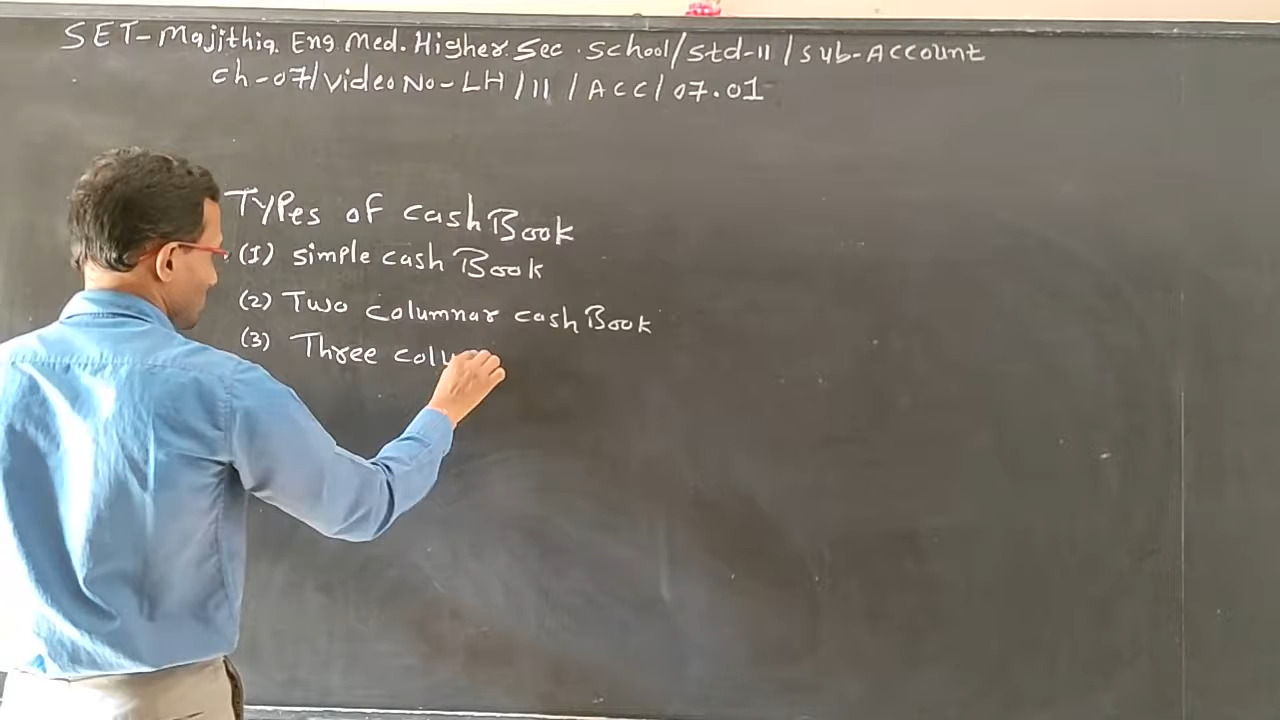 SET-Majithia Eng Med. Higher. Sec. School/Std-11/Sub-Account
Ch-07/Video No-LH/11/ACC/07.01
Types of cash Book
(1) simple cash Book
(2) Two columnar cash Book
(3) Three colu